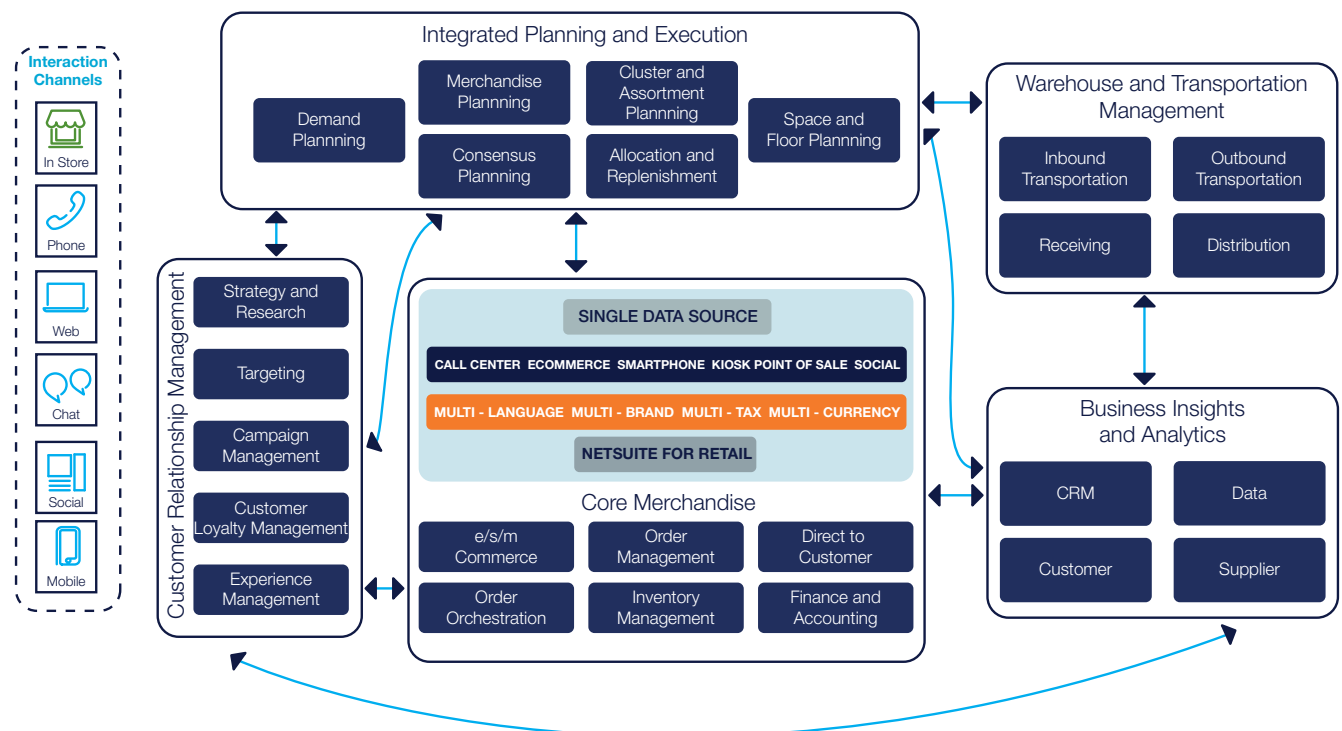 Interaction
Channels
In Store
Phone
Web
Chat
Social
Mobile
Integrated Planning and Execution
Demand
Plannning
Merchandise
Plannning
Consensus
Plannning
Cluster and
Assortment
Plannning
Allocation and
Replenishment
Space and
Floor Plannning
Warehouse and Transportation
Management
Inbound
Transportation
Outbound
Transportation
Receiving
Distribution
Customer Relationship Management
Strategy and
Research
Targeting
Campaign
Management
Customer
Loyalty Management
Experience
Management
SINGLE DATA SOURCE
CALL CENTER ECOMMERCE SMARTPHONE KIOSK POINT OF SALE SOCIAL
MULTI - LANGUAGE MULTI - BRAND MULTI - TAX MULTI - CURRENCY
NETSUITE FOR RETAIL
Core Merchandise
e/s/m
Commerce
Order
Management
Direct to
Customer
Order
Orchestration
Inventory
Management
Finance and
Accounting
Business Insights
and Analytics
CRM
Data
Customer
Supplier